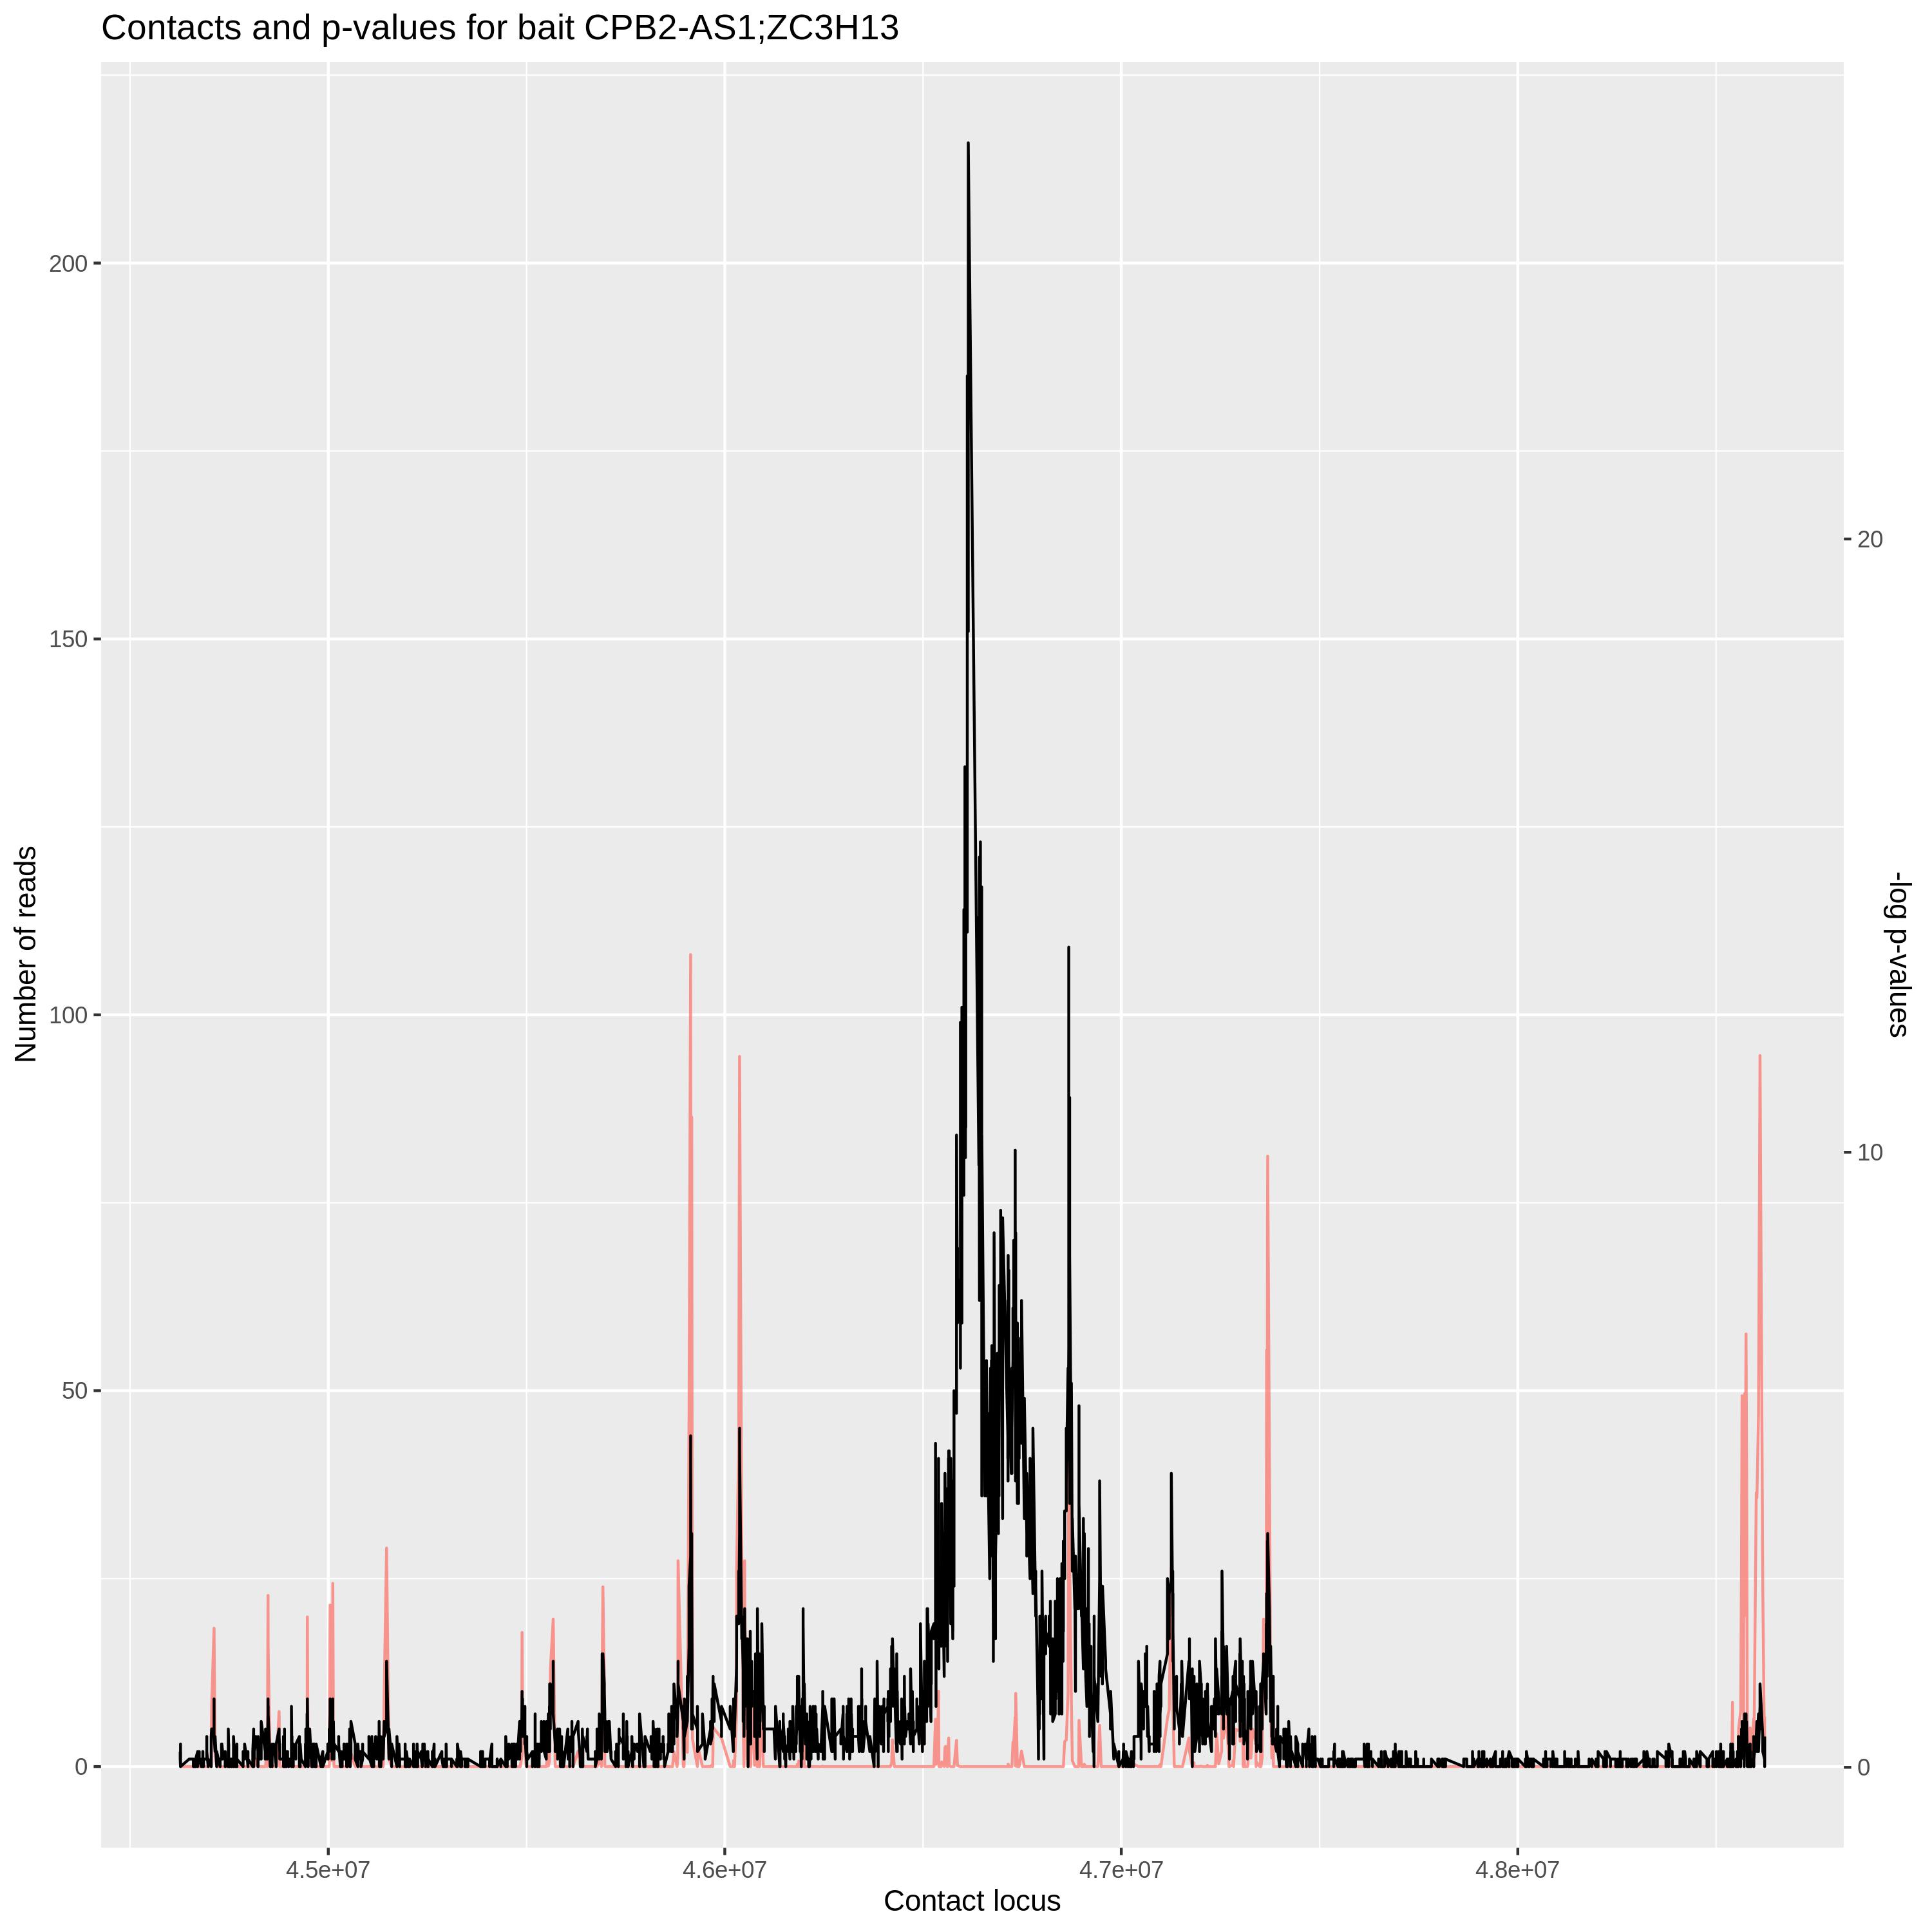 Contacts and p-values for bait CPB2-AS1;ZC3H13
200
150
100
50
0
Number of reads
20
10
0
-log p-values
4.5e+07
4.6e+07
4.7e+07
4.8e+07
Contact locus